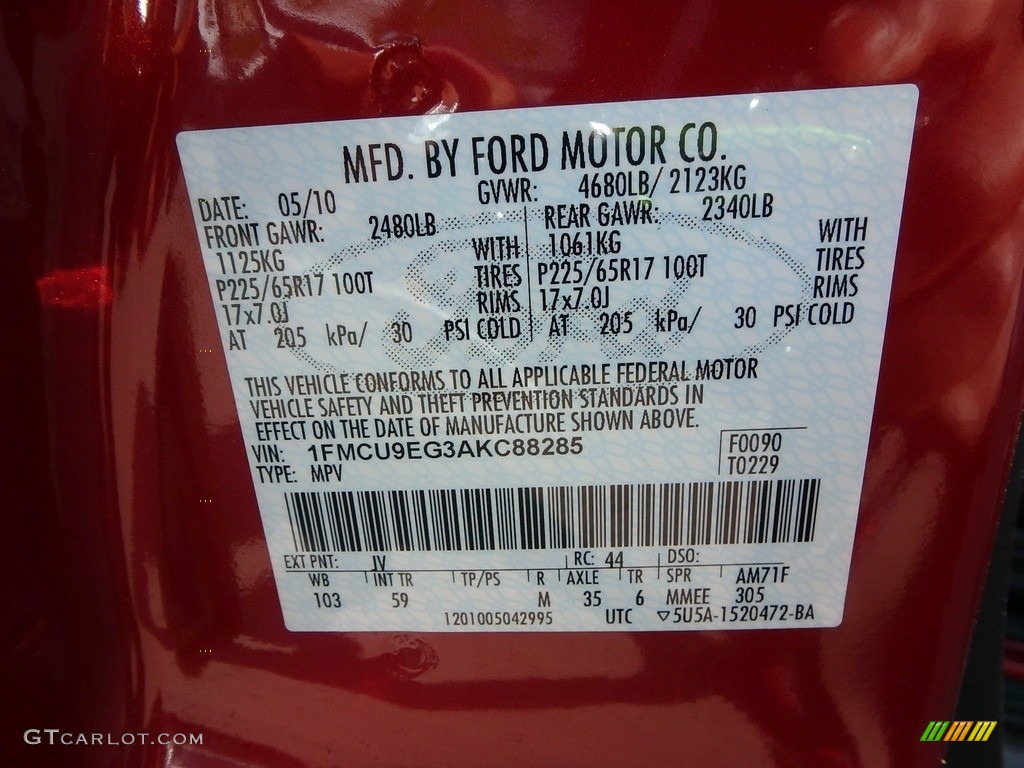 MFD. BY FORD MOTOR CO.
DATE: 05/10 GVWR: 4680LB/ 2123KG
FRONT GAWR: 2480LB REAR GAWR: 2340LB
1125KG WITH 1061KG WITH
P225/65R17 100T TIRES P225/65R17 100T TIRES
17x7.0J RIMS 17x7.0J RIMS
AT 205 kPa/ 30 PSI COLD AT 205 kPa/ 30 PSI COLD
THIS VEHICLE CONFORMS TO ALL APPLICABLE FEDERAL MOTOR
VEHICLE SAFETY AND THEFT PREVENTION STANDARDS IN
EFFECT ON THE DATE OF MANUFACTURE SHOWN ABOVE.
VIN: 1FMCU9EG3AKC88285 F0090
TYPE: MPV T0229
EXT PNT: JV RC: 44 DSO:
WB INT TR TP/PS R AXLE TR SPR AM71F
103 59 M 35 6 MMEE 305
1201005042995 UTC ▽5U5A-1520472-BA
GTCARLOT.COM